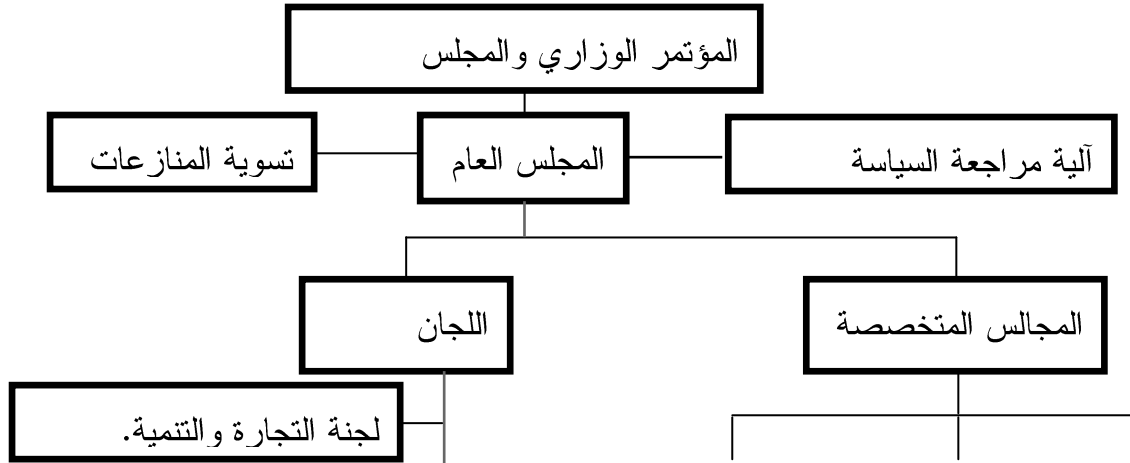 المؤتمر الوزاري والمجلس
آلية مراجعة السياسة
المجلس العام
تسوية المنازعات
المجالس المتخصصة
اللجان
لجنة التجارة والتنمية.